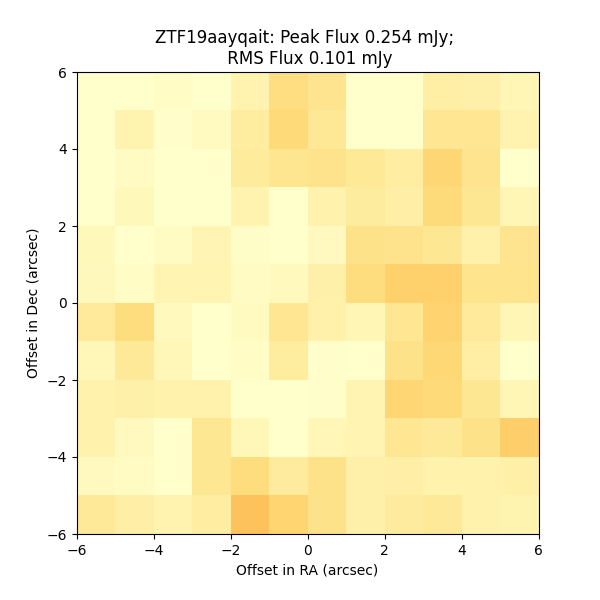 ZTF19aayqait: Peak Flux 0.254 mJy;
RMS Flux 0.101 mJy
6
4
2
0
−2
−4
−6
Offset in Dec (arcsec)
−6 −4 −2 0 2 4 6
Offset in RA (arcsec)